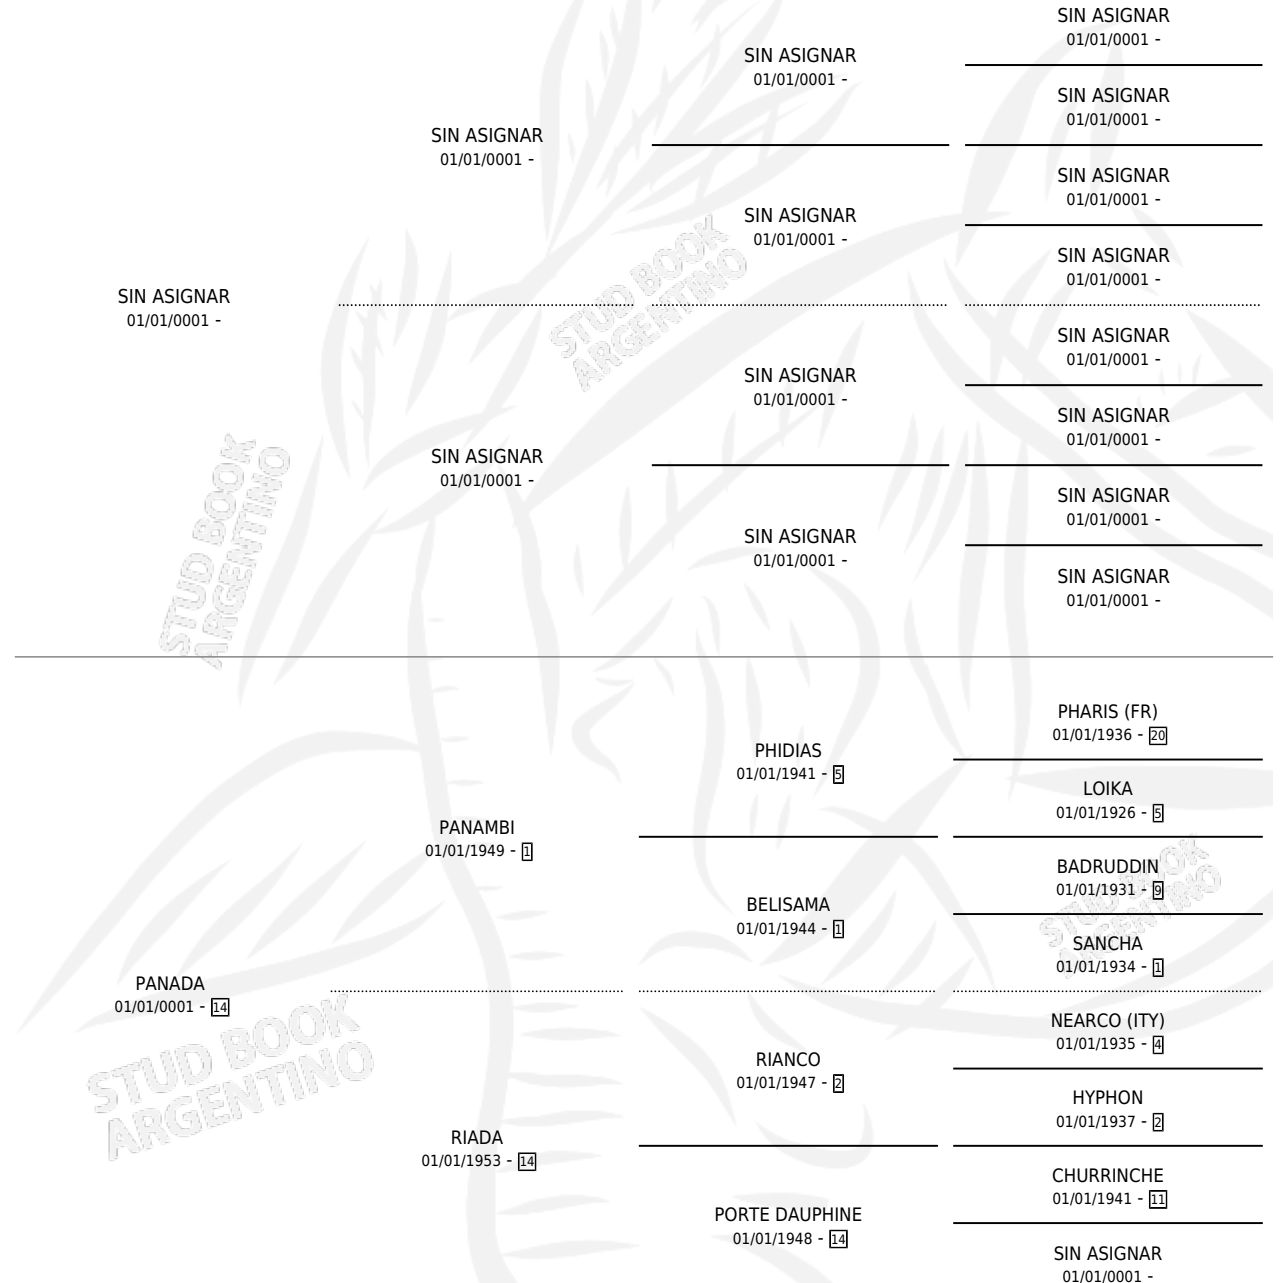 SIN ASIGNAR
01/01/0001 -
SIN ASIGNAR
01/01/0001 -
SIN ASIGNAR
01/01/0001 -
SIN ASIGNAR
01/01/0001 -
SIN ASIGNAR
01/01/0001 -
SIN ASIGNAR
01/01/0001 -
SIN ASIGNAR
01/01/0001 -
SIN ASIGNAR
01/01/0001 -
STUD BOOK
ARGENTINO
SIN ASIGNAR
01/01/0001 -
SIN ASIGNAR
01/01/0001 -
SIN ASIGNAR
01/01/0001 -
SIN ASIGNAR
01/01/0001 -
SIN ASIGNAR
01/01/0001 -
SIN ASIGNAR
01/01/0001 -
SIN ASIGNAR
01/01/0001 -
STUD BOOK
ARGENTINO
PHARIS (FR)
01/01/1936 - 20
PHIDIAS
01/01/1941 - 5
LOIKA
01/01/1926 - 5
PANAMBI
01/01/1949 - 1
BADRUDDIN
01/01/1931 - 9
BELISAMA
01/01/1944 - 1
SANCHA
01/01/1934 - 1
STUD BOOK
ARGENTINO
PANADA
01/01/0001 - 14
NEARCO (ITY)
01/01/1935 - 4
RIANCO
01/01/1947 - 2
HYPHON
01/01/1937 - 2
STUD BOOK
ARGENTINO
RIADA
01/01/1953 - 14
CHURRINCHE
01/01/1941 - 11
PORTE DAUPHINE
01/01/1948 - 14
SIN ASIGNAR
01/01/0001 -